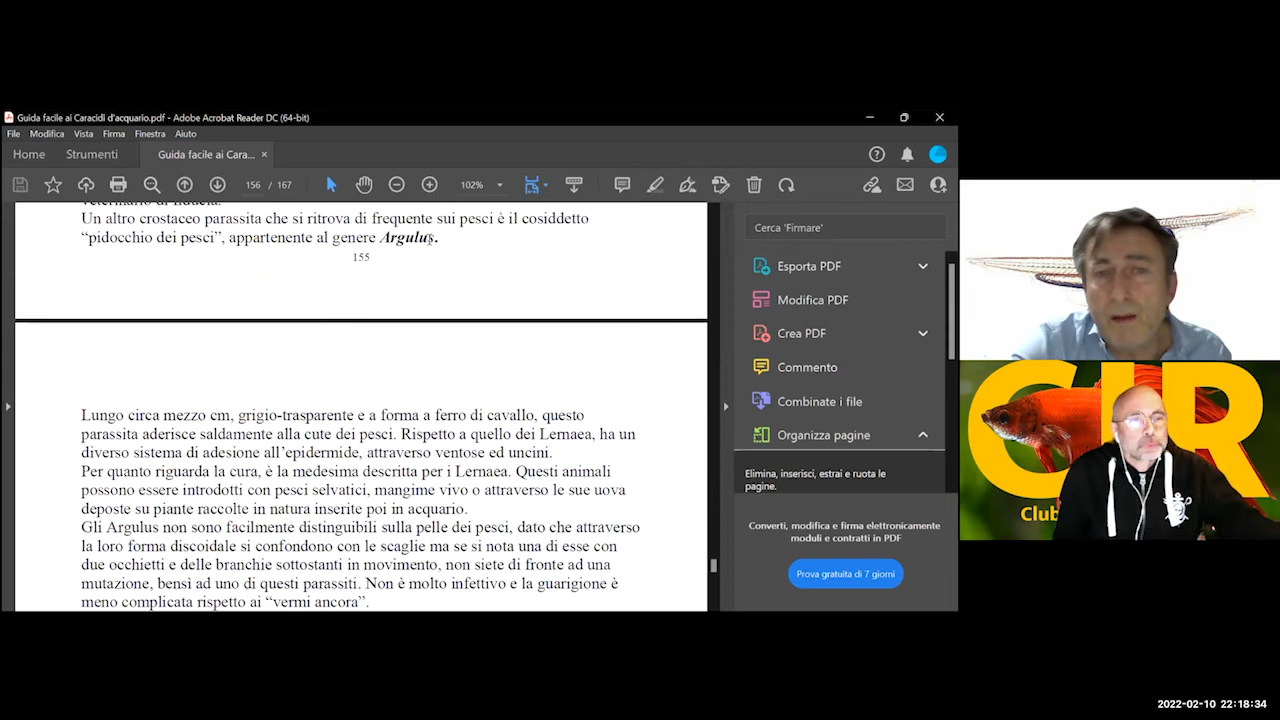 Guida facile ai Caracidi d'acquario.pdf - Adobe Acrobat Reader DC (64-bit)
File Modifica Vista Firma Finestra Aiuto
Home Strumenti Guida facile ai Cara... ×
156 / 167 102%
veterinario di fiducia.
Un altro crostaceo parassita che si ritrova di frequente sui pesci è il cosiddetto
“pidocchio dei pesci”, appartenente al genere Argulus.
155
Lungo circa mezzo cm, grigio-trasparente e a forma a ferro di cavallo, questo
parassita aderisce saldamente alla cute dei pesci. Rispetto a quello dei Lernaea, ha un
diverso sistema di adesione all’epidermide, attraverso ventose ed uncini.
Per quanto riguarda la cura, è la medesima descritta per i Lernaea. Questi animali
possono essere introdotti con pesci selvatici, mangime vivo o attraverso le sue uova
deposte su piante raccolte in natura inserite poi in acquario.
Gli Argulus non sono facilmente distinguibili sulla pelle dei pesci, dato che attraverso
la loro forma discoidale si confondono con le scaglie ma se si nota una di esse con
due occhietti e delle branchie sottostanti in movimento, non siete di fronte ad una
mutazione, bensì ad uno di questi parassiti. Non è molto infettivo e la guarigione è
meno complicata rispetto ai “vermi ancora”.
Cerca 'Firmare'
Esporta PDF
Modifica PDF
Crea PDF
Commento
Combinate i file
Organizza pagine
Elimina, inserisci, estrai e ruota le
pagine.
Converti, modifica e firma elettronicamente
moduli e contratti in PDF
Prova gratuita di 7 giorni
CIR
Club
2022-02-10 22:18:34